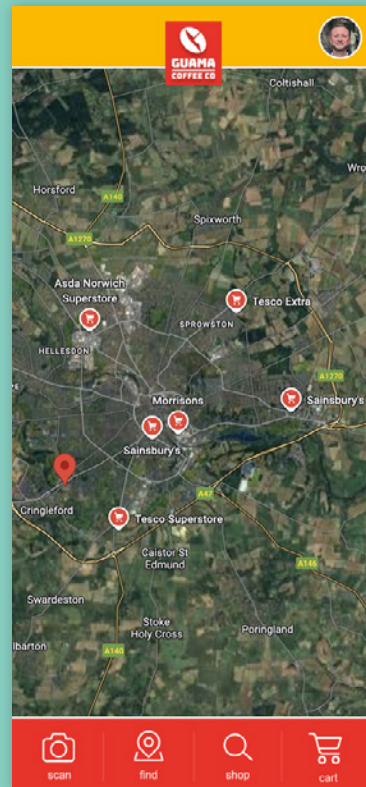 GUAMA
COFFEE CO
Coltishall
A140
Horsford
Spixworth
A1270
Asda Norwich
Superstore
Tesco Extra
SPROWSTON
HELLESDON
A1270
Morrisons
Sainsbury's
Sainsbury's
A47
Cringleford
Tesco Superstore
Caistor St
Edmund
A146
Swardeston
Stoke
Holy Cross
Poringland
A140
scan
find
shop
cart